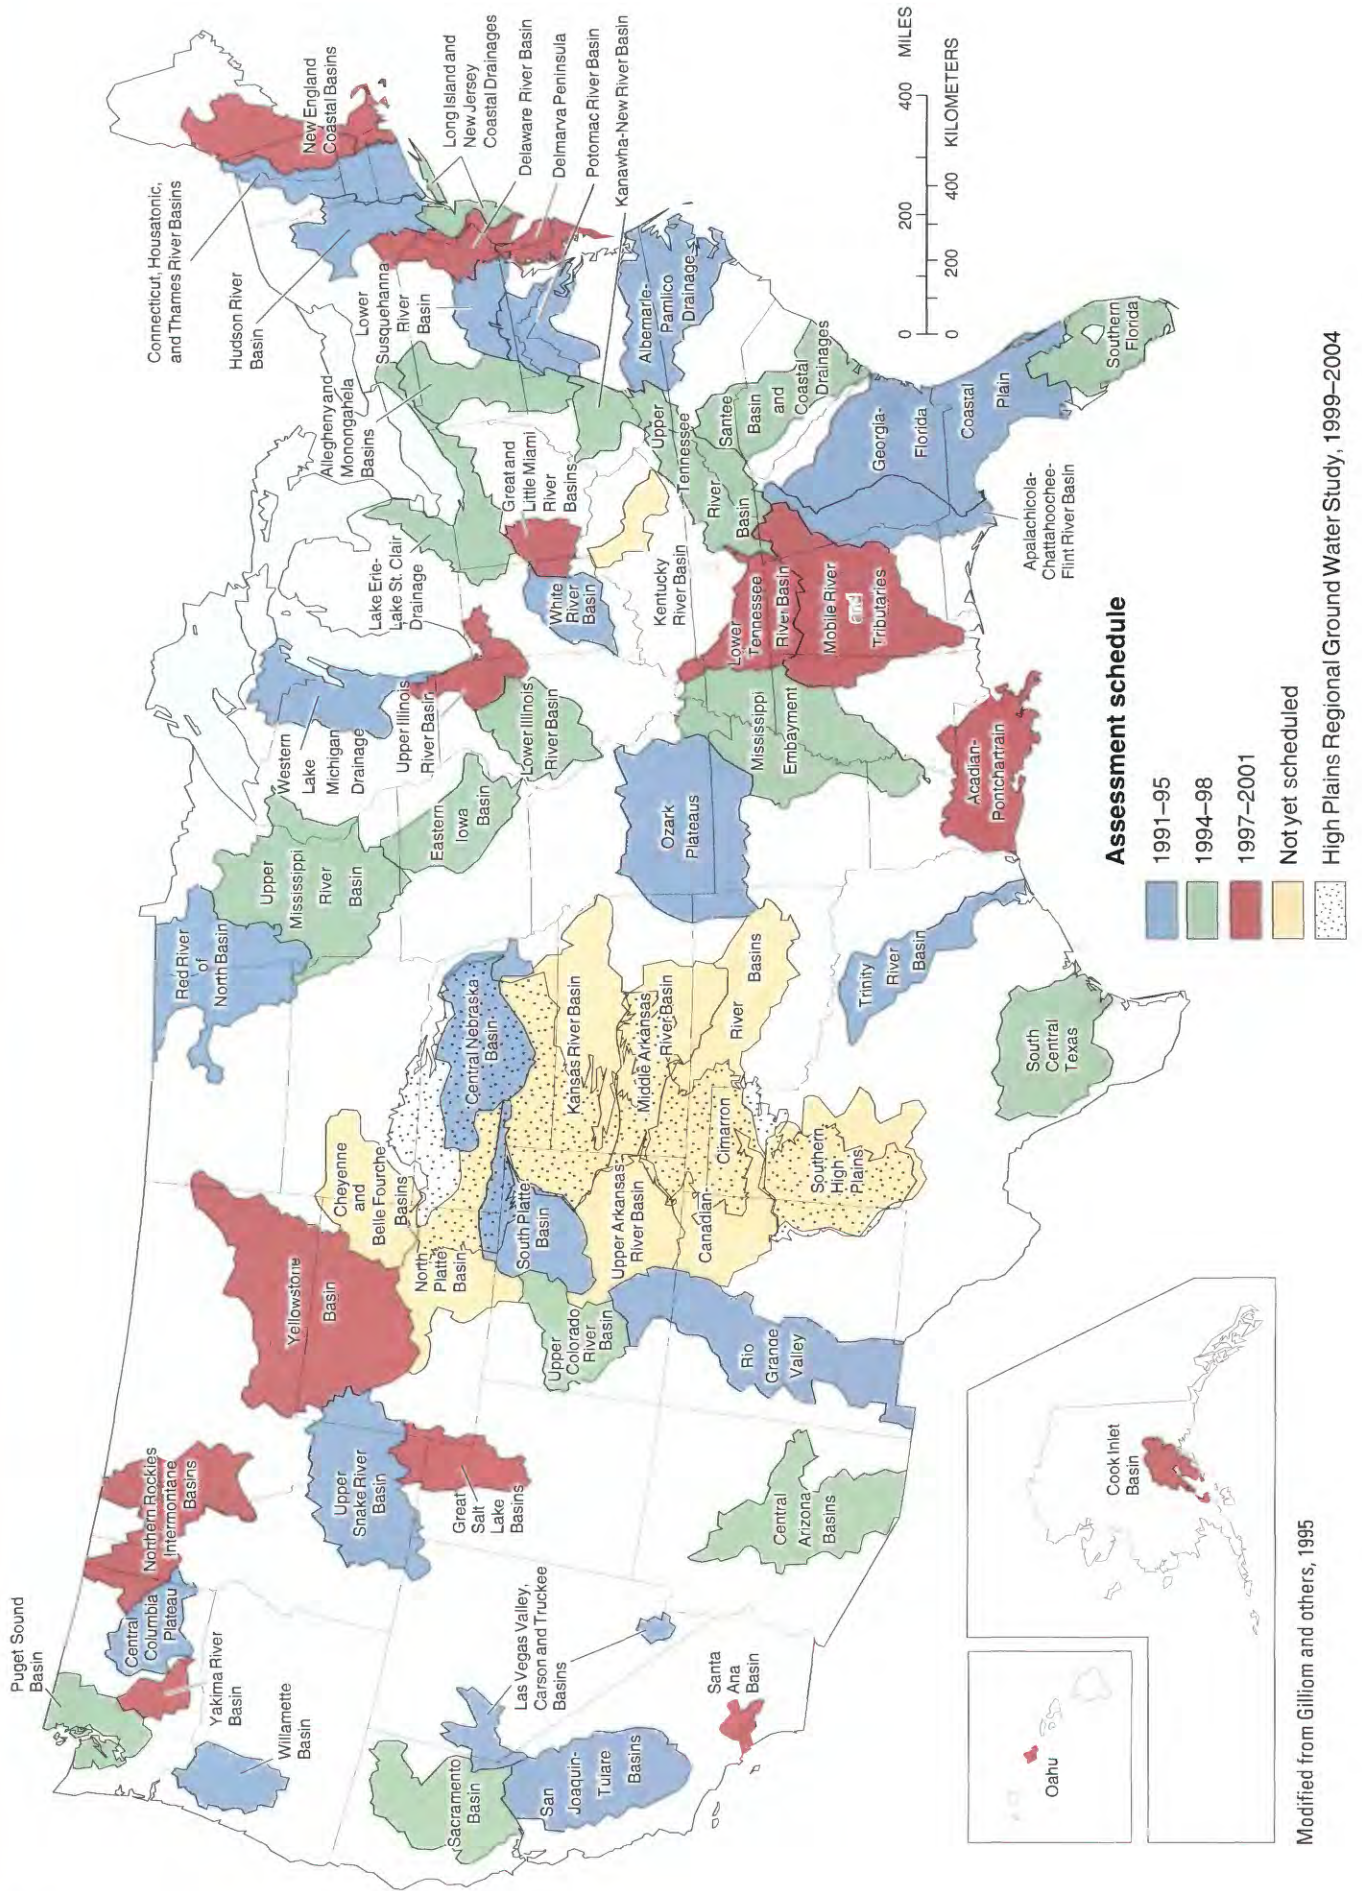 Puget Sound
Basin
Central
Columbia
Plateau
Northern Rockies
Intermontane
Basins
Yakima River
Basin
Willamette
Basin
Upper
Snake River
Basin
Great
Salt
Lake
Basins
Yellowstone
Basin
Cheyenne
and
Belle Fourche
Basins
North
Platte
Basin
South Platte
Basin
Central Nebraska
Basin
Red River
of
North Basin
Upper
Mississippi
River
Basin
Eastern
Iowa
Basin
Western
Lake
Michigan
Drainage
Upper Illinois
River Basin
Lower Illinois
River Basin
Lake Erie-
Lake St. Clair
Drainage
White
River
Basin
Great and
Little Miami
River
Basins
Allegheny and
Monongahela
Basins
Lower
Susquehanna
River
Basin
Hudson River
Basin
Connecticut, Housatonic,
and Thames River Basins
New England
Coastal Basins
Long Island and
New Jersey
Coastal Drainages
Delaware River Basin
Delmarva Peninsula
Potomac River Basin
Kanawha-New River Basin
Sacramento
Basin
San
Joaquin-
Tulare
Basins
Las Vegas Valley,
Carson and Truckee
Basins
Santa
Ana
Basin
Central
Arizona
Basins
Upper
Colorado
River
Basin
Rio
Grande
Valley
Upper Arkansas
River Basin
Kansas River Basin
Middle Arkansas
River Basin
Canadian-
Cimarron
River
Basins
Southern
High
Plains
Ozark
Plateaus
Mississippi
Embayment
Kentucky
River Basin
Lower
Tennessee
River Basin
Upper
Tennessee
River
Basin
Mobile River
and
Tributaries
Albemarle-
Pamlico
Drainage
Santee
Basin
and
Coastal
Drainages
Georgia-
Florida
Coastal
Plain
Apalachicola-
Chattahoochee-
Flint River Basin
Southern
Florida
Acadian-
Pontchartrain
Trinity
River
Basin
South
Central
Texas
Oahu
Cook Inlet
Basin
0 200 400 MILES
0 200 400 KILOMETERS
Assessment schedule
1991–95
1994–98
1997–2001
Not yet scheduled
High Plains Regional Ground Water Study, 1999–2004
Modified from Gilliom and others, 1995